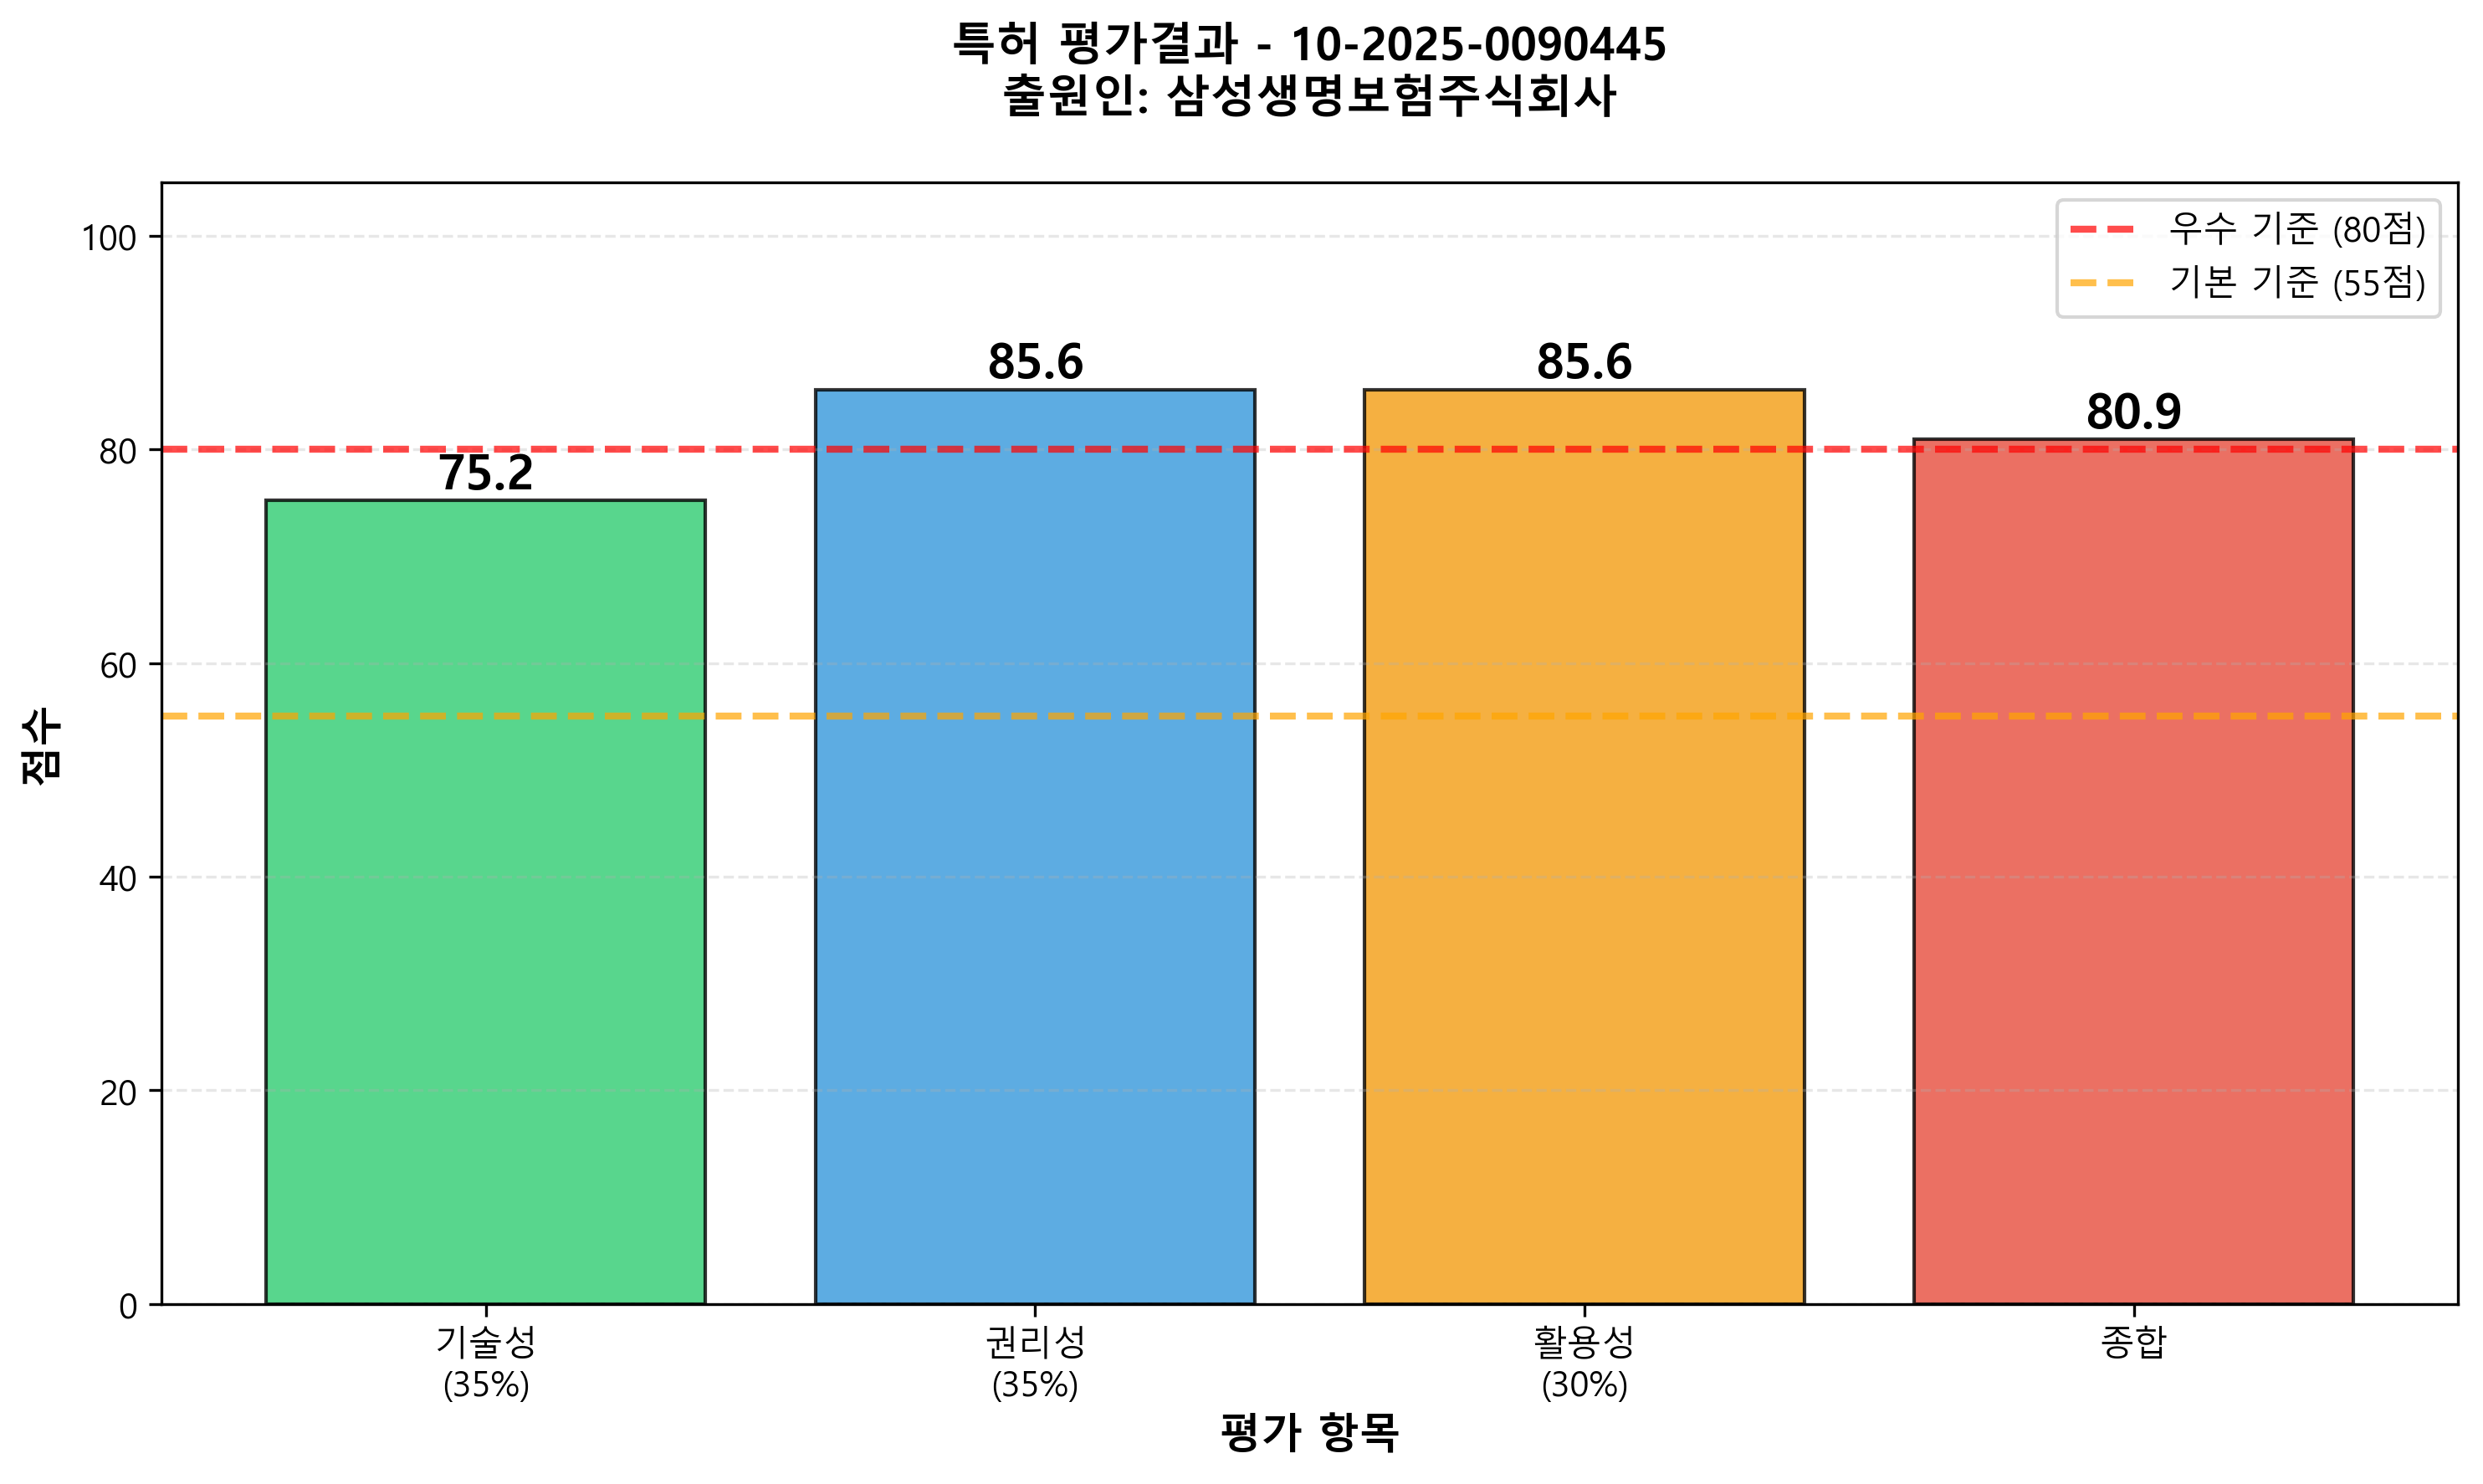 특허 평가결과 - 10-2025-0090445
출원인: 삼성생명보험주식회사
우수 기준 (80점)
기본 기준 (55점)
점수
100
80
60
40
20
0
75.2
85.6
85.6
80.9
기술성
(35%)
권리성
(35%)
활용성
(30%)
종합
평가 항목